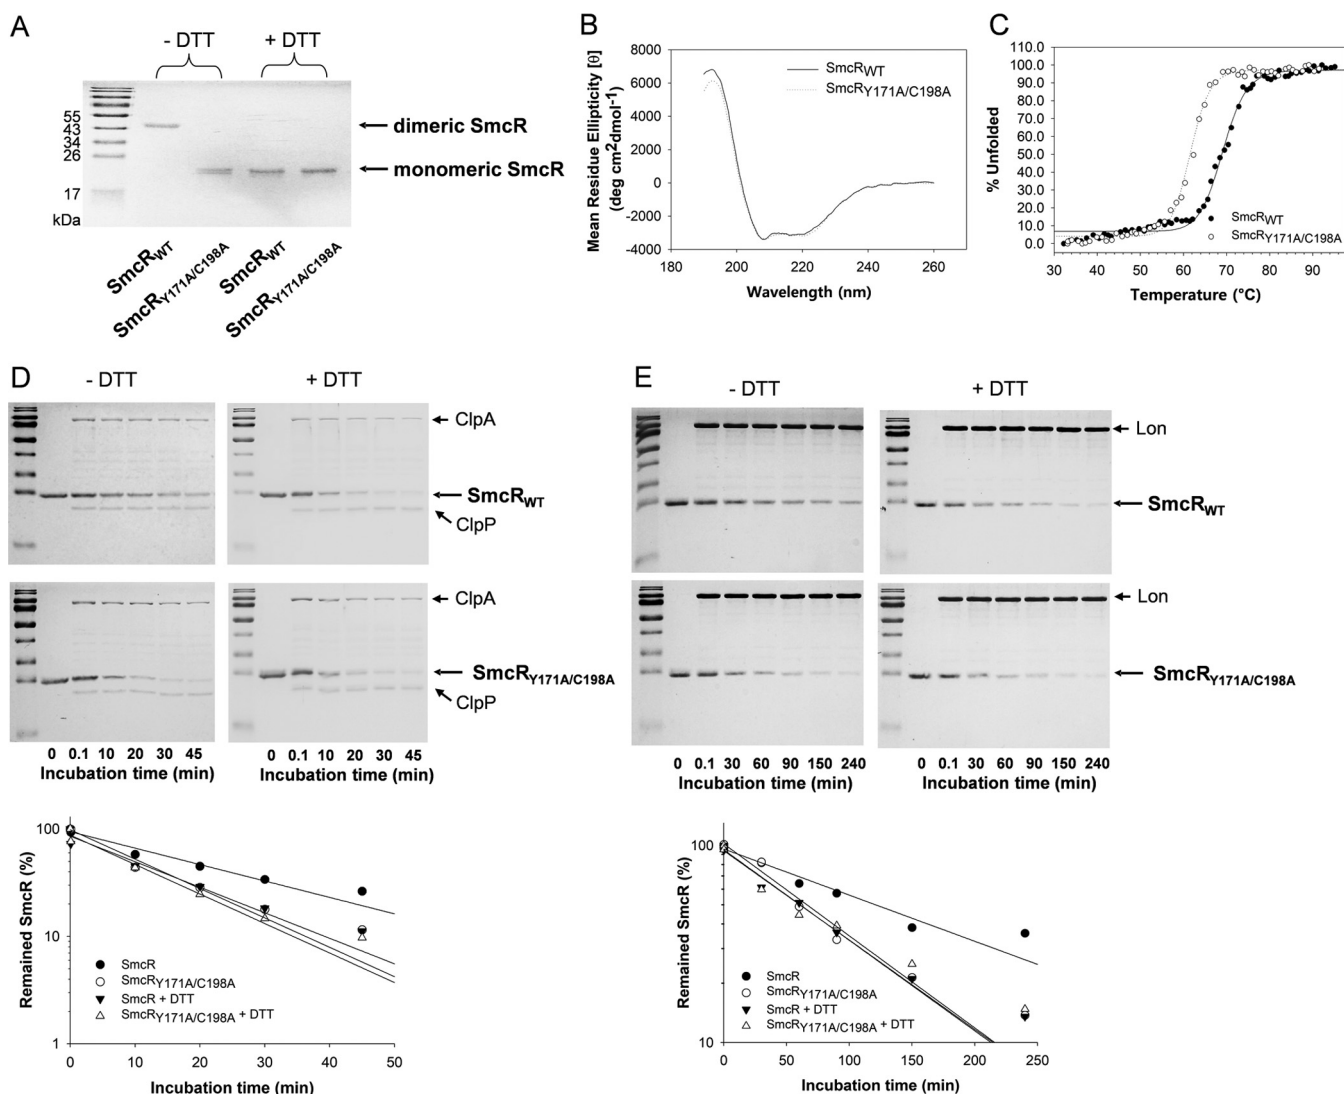 A
- DTT
+ DTT
55
43
34
26
17
kDa
dimeric SmcR
monomeric SmcR
SmcRWT
SmcRY171A/C198A
SmcRWT
SmcRY171A/C198A
B
Mean Residue Ellipticity [θ]
(deg cm2dmol-1)
8000
6000
4000
2000
0
-2000
-4000
180
200
220
240
260
Wavelength (nm)
SmcRWT
SmcRY171A/C198A
C
% Unfolded
110.0
100.0
90.0
80.0
70.0
60.0
50.0
40.0
30.0
20.0
10.0
0.0
30
40
50
60
70
80
90
Temperature (°C)
SmcRWT
SmcRY171A/C198A
D
- DTT
+ DTT
ClpA
SmcRWT
ClpP
ClpA
SmcRY171A/C198A
ClpP
0 0.1 10 20 30 45
0 0.1 10 20 30 45
Incubation time (min)
Incubation time (min)
Remained SmcR (%)
100
10
1
SmcR
SmcRY171A/C198A
SmcR + DTT
SmcRY171A/C198A + DTT
0 10 20 30 40 50
Incubation time (min)
E
- DTT
+ DTT
Lon
SmcRWT
Lon
SmcRY171A/C198A
0 0.1 30 60 90 150 240
0 0.1 30 60 90 150 240
Incubation time (min)
Incubation time (min)
Remained SmcR (%)
100
10
SmcR
SmcRY171A/C198A
SmcR + DTT
SmcRY171A/C198A + DTT
0 50 100 150 200 250
Incubation time (min)